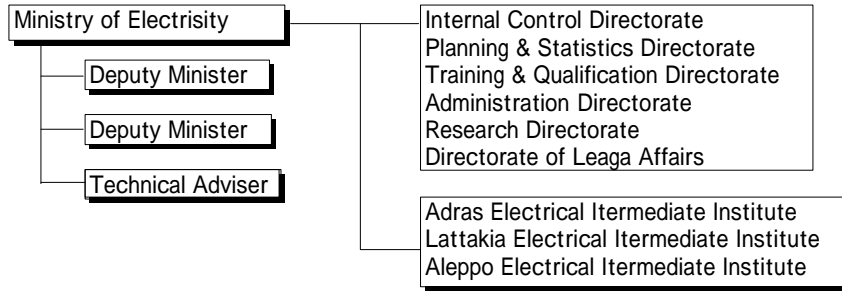 Ministry of Electrisity
Deputy Minister
Deputy Minister
Technical Adviser
Internal Control Directorate
Planning & Statistics Directorate
Training & Qualification Directorate
Administration Directorate
Research Directorate
Directorate of Leaga Affairs
Adras Electrical Itermediate Institute
Lattakia Electrical Itermediate Institute
Aleppo Electrical Itermediate Institute